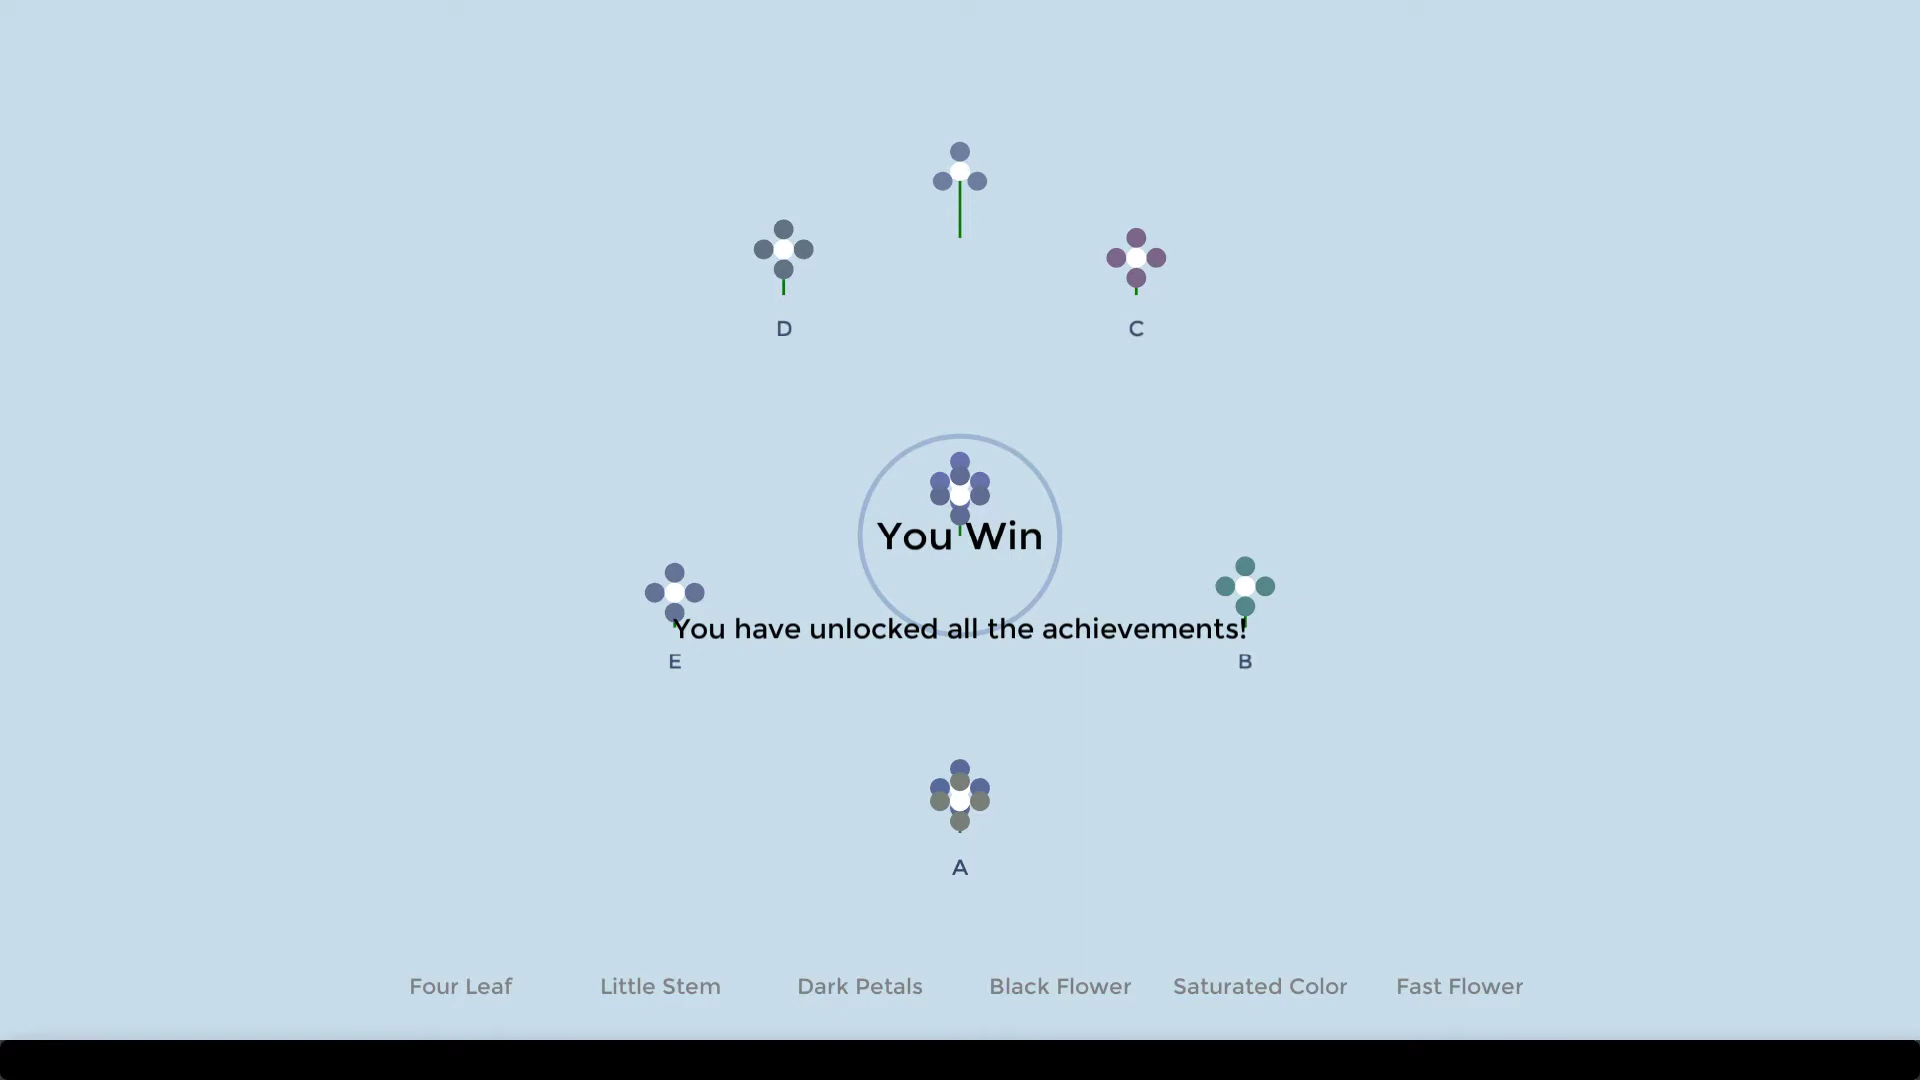 D
C
You Win
You have unlocked all the achievements!
E
B
A
Four Leaf
Little Stem
Dark Petals
Black Flower
Saturated Color
Fast Flower